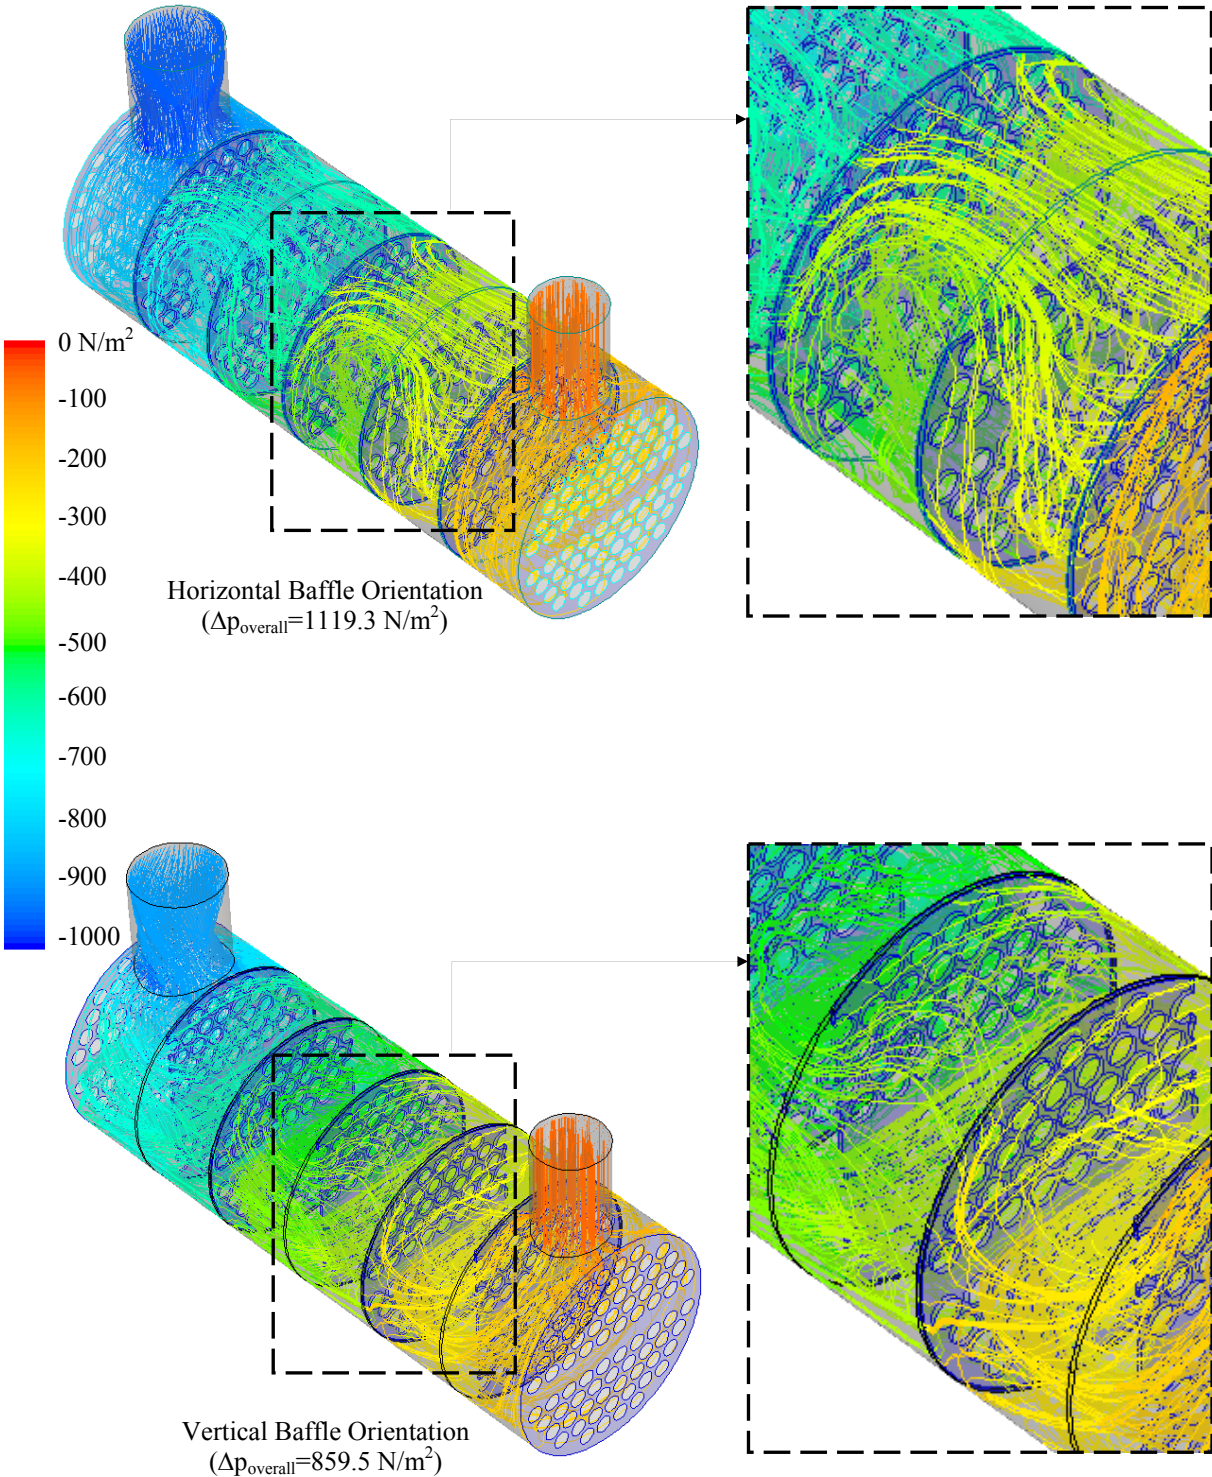 0 N/m²
-100
-200
-300
-400
-500
-600
-700
-800
-900
-1000
Horizontal Baffle Orientation
(Δpoverall=1119.3 N/m²)
Vertical Baffle Orientation
(Δpoverall=859.5 N/m²)